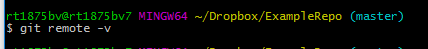 rt1875bv@rt1875bv7 MINGW64 ~/Dropbox/ExampleRepo (master)
$ git remote -v